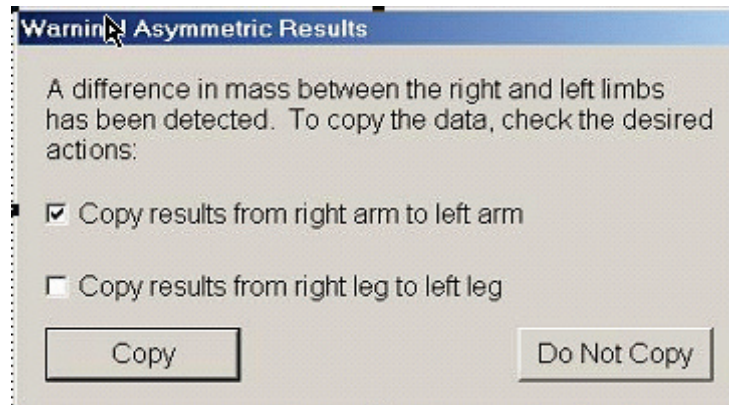 Warning! Asymmetric Results
A difference in mass between the right and left limbs
has been detected. To copy the data, check the desired
actions:
Copy results from right arm to left arm
Copy results from right leg to left leg
Copy
Do Not Copy